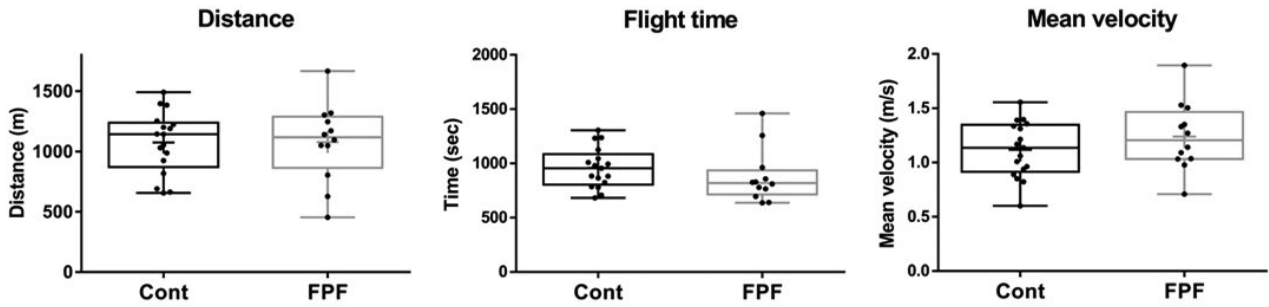 Distance
Distance (m)
1500
1000
500
0
Cont FPF
Flight time
Time (sec)
2000
1500
1000
500
0
Cont FPF
Mean velocity
Mean velocity (m/s)
2.0
1.5
1.0
0.5
0.0
Cont FPF